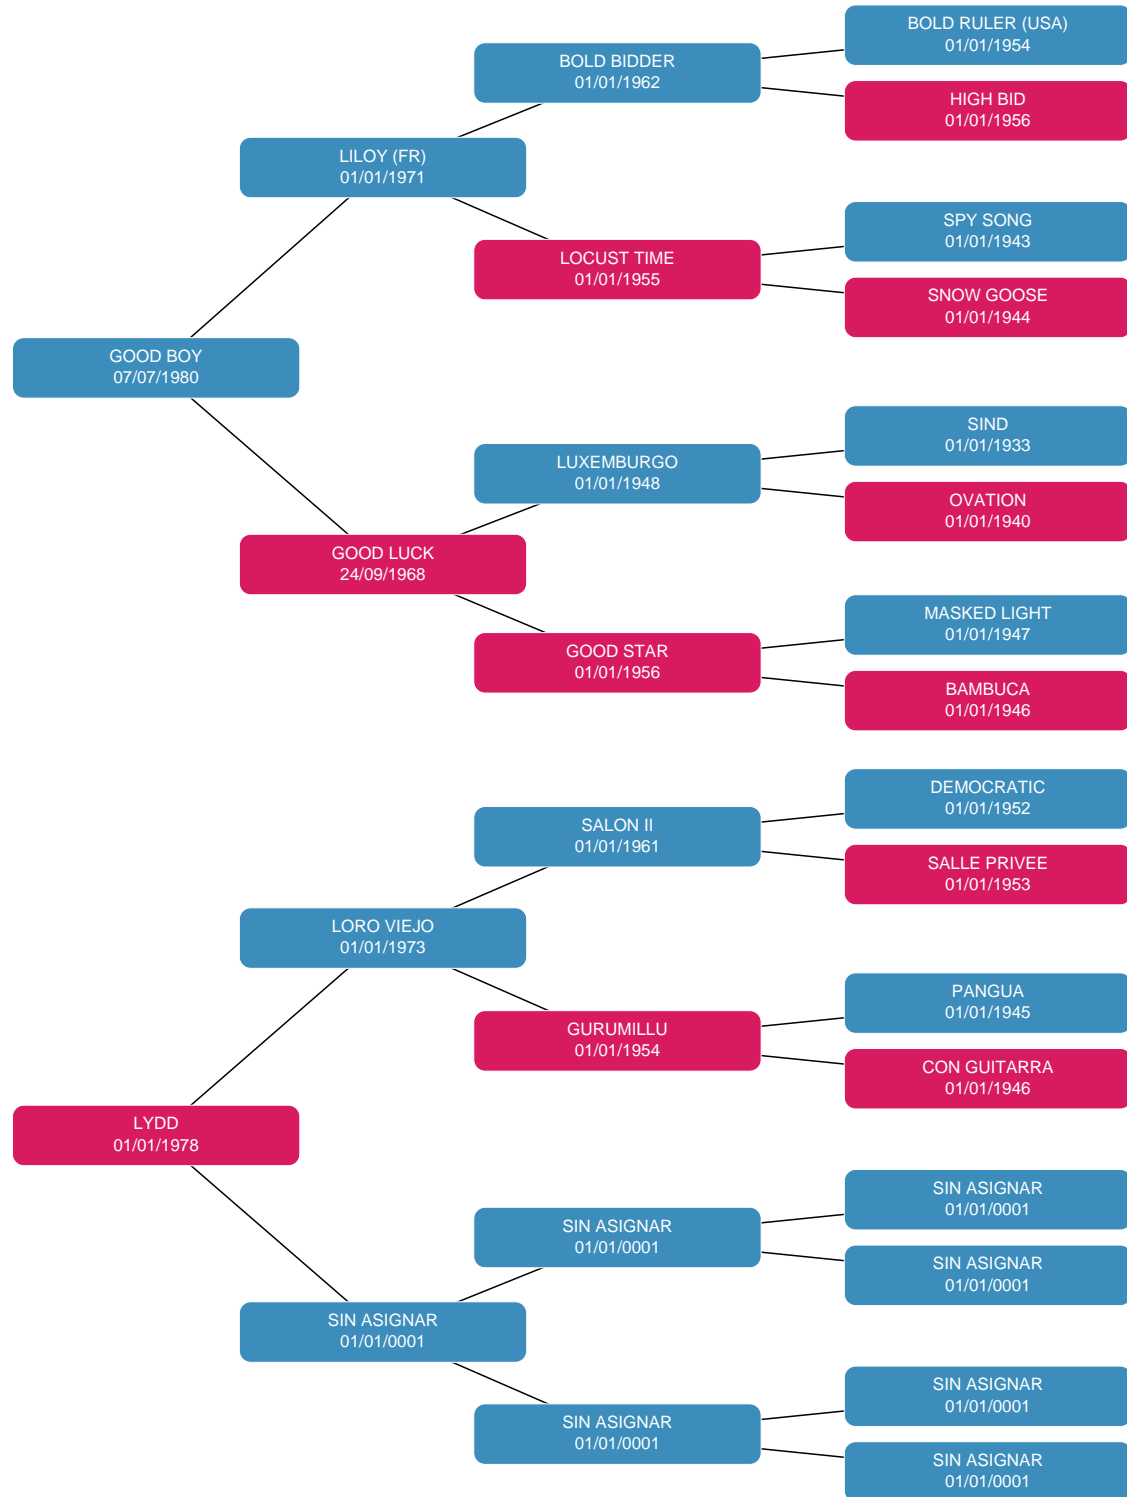 BOLD RULER (USA)
01/01/1954
BOLD BIDDER
01/01/1962
HIGH BID
01/01/1956
LILOY (FR)
01/01/1971
SPY SONG
01/01/1943
LOCUST TIME
01/01/1955
SNOW GOOSE
01/01/1944
GOOD BOY
07/07/1980
SIND
01/01/1933
LUXEMBURGO
01/01/1948
OVATION
01/01/1940
GOOD LUCK
24/09/1968
MASKED LIGHT
01/01/1947
GOOD STAR
01/01/1956
BAMBUCA
01/01/1946
DEMOCRATIC
01/01/1952
SALON II
01/01/1961
SALLE PRIVEE
01/01/1953
LORO VIEJO
01/01/1973
PANGUA
01/01/1945
GURUMILLU
01/01/1954
CON GUITARRA
01/01/1946
LYDD
01/01/1978
SIN ASIGNAR
01/01/0001
SIN ASIGNAR
01/01/0001
SIN ASIGNAR
01/01/0001
SIN ASIGNAR
01/01/0001
SIN ASIGNAR
01/01/0001
SIN ASIGNAR
01/01/0001
SIN ASIGNAR
01/01/0001